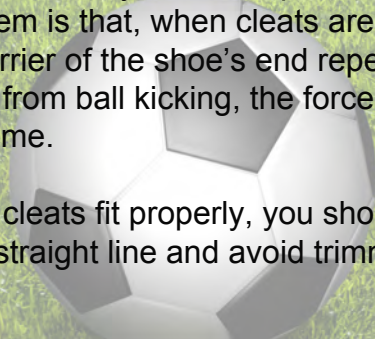 em is that, when cleats are
rrier of the shoe's end repe
from ball kicking, the force
me.
cleats fit properly, you sho
straight line and avoid trimm